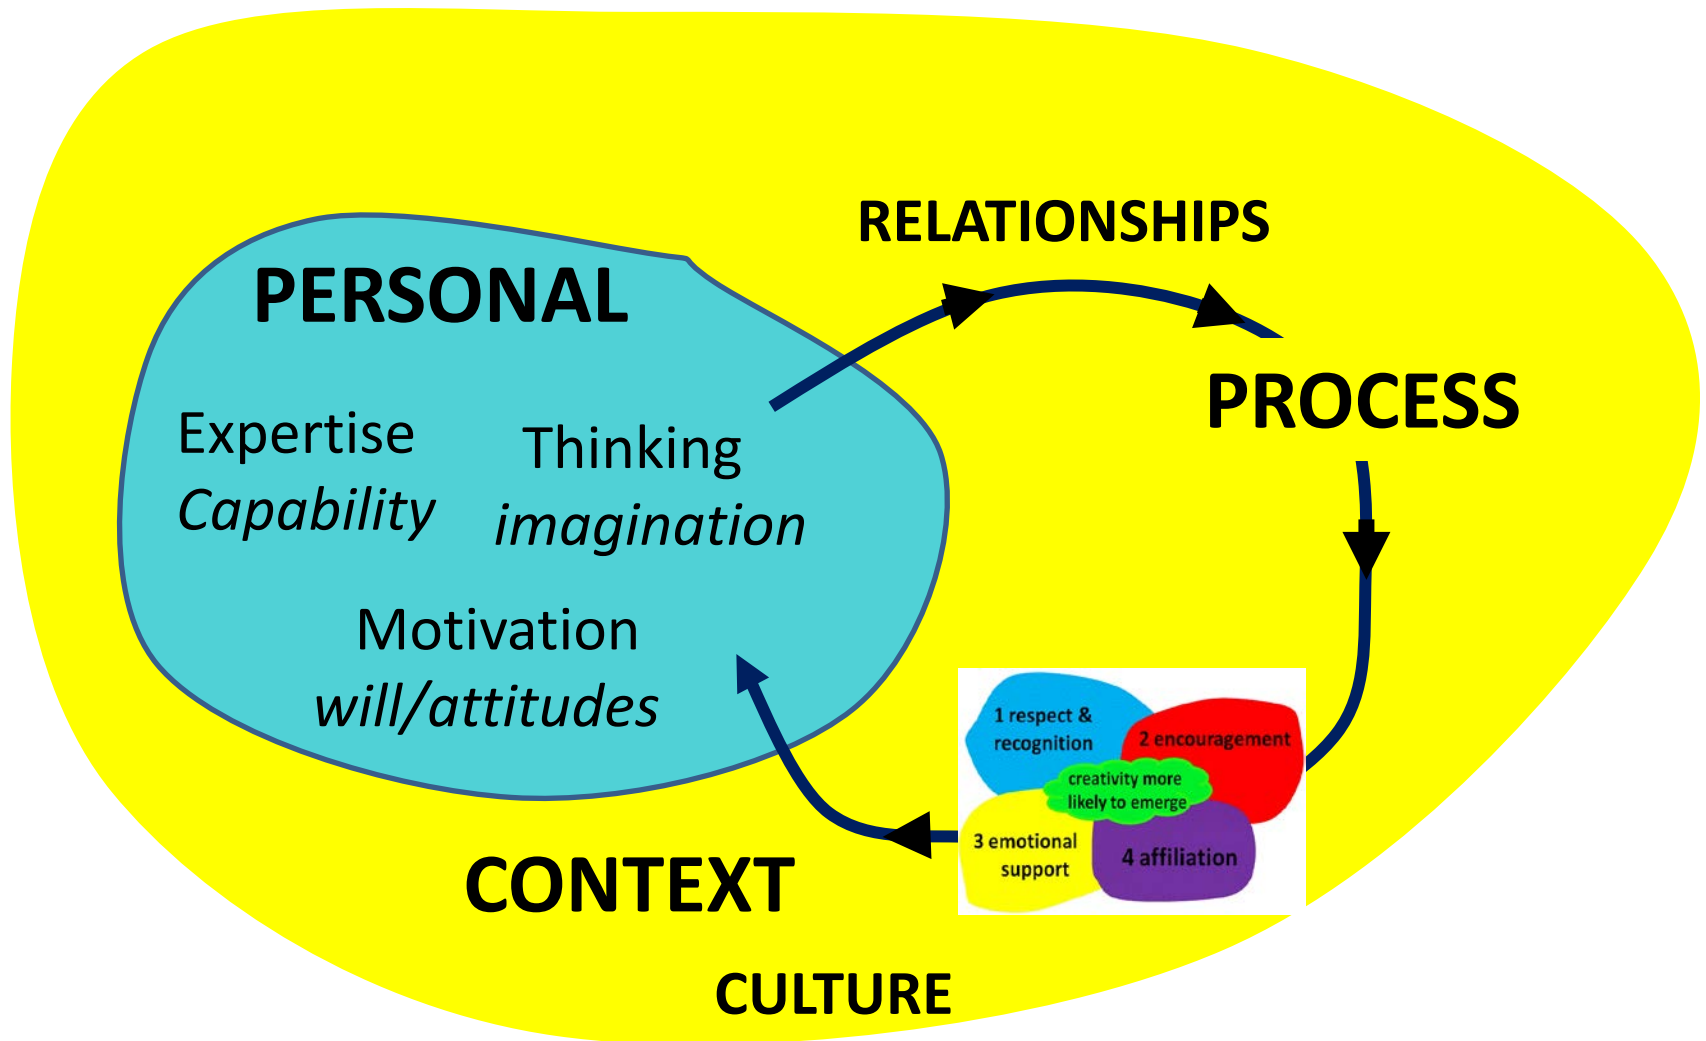 RELATIONSHIPS
PERSONAL
PROCESS
Expertise
Capability
Thinking
imagination
Motivation
will/attitudes
1 respect &
recognition
2 encouragement
creativity more
likely to emerge
3 emotional
support
4 affiliation
CONTEXT
CULTURE